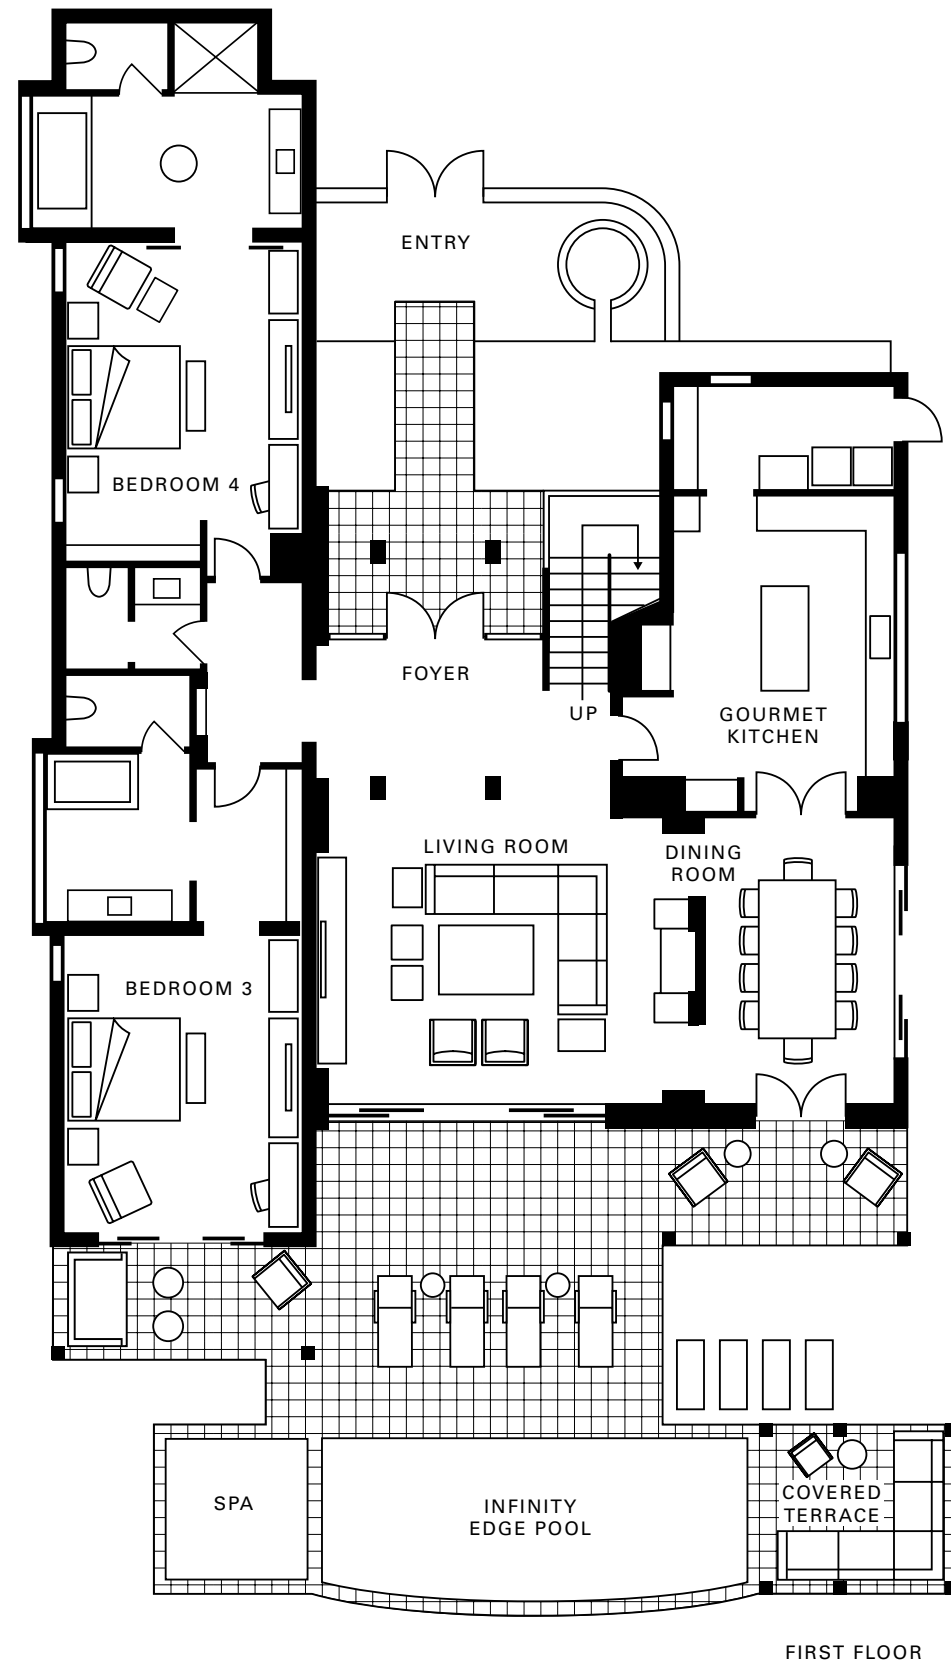 ENTRY
BEDROOM 4
FOYER
UP
GOURMET
KITCHEN
LIVING ROOM
DINING
ROOM
BEDROOM 3
SPA
INFINITY
EDGE POOL
COVERED
TERRACE
FIRST FLOOR